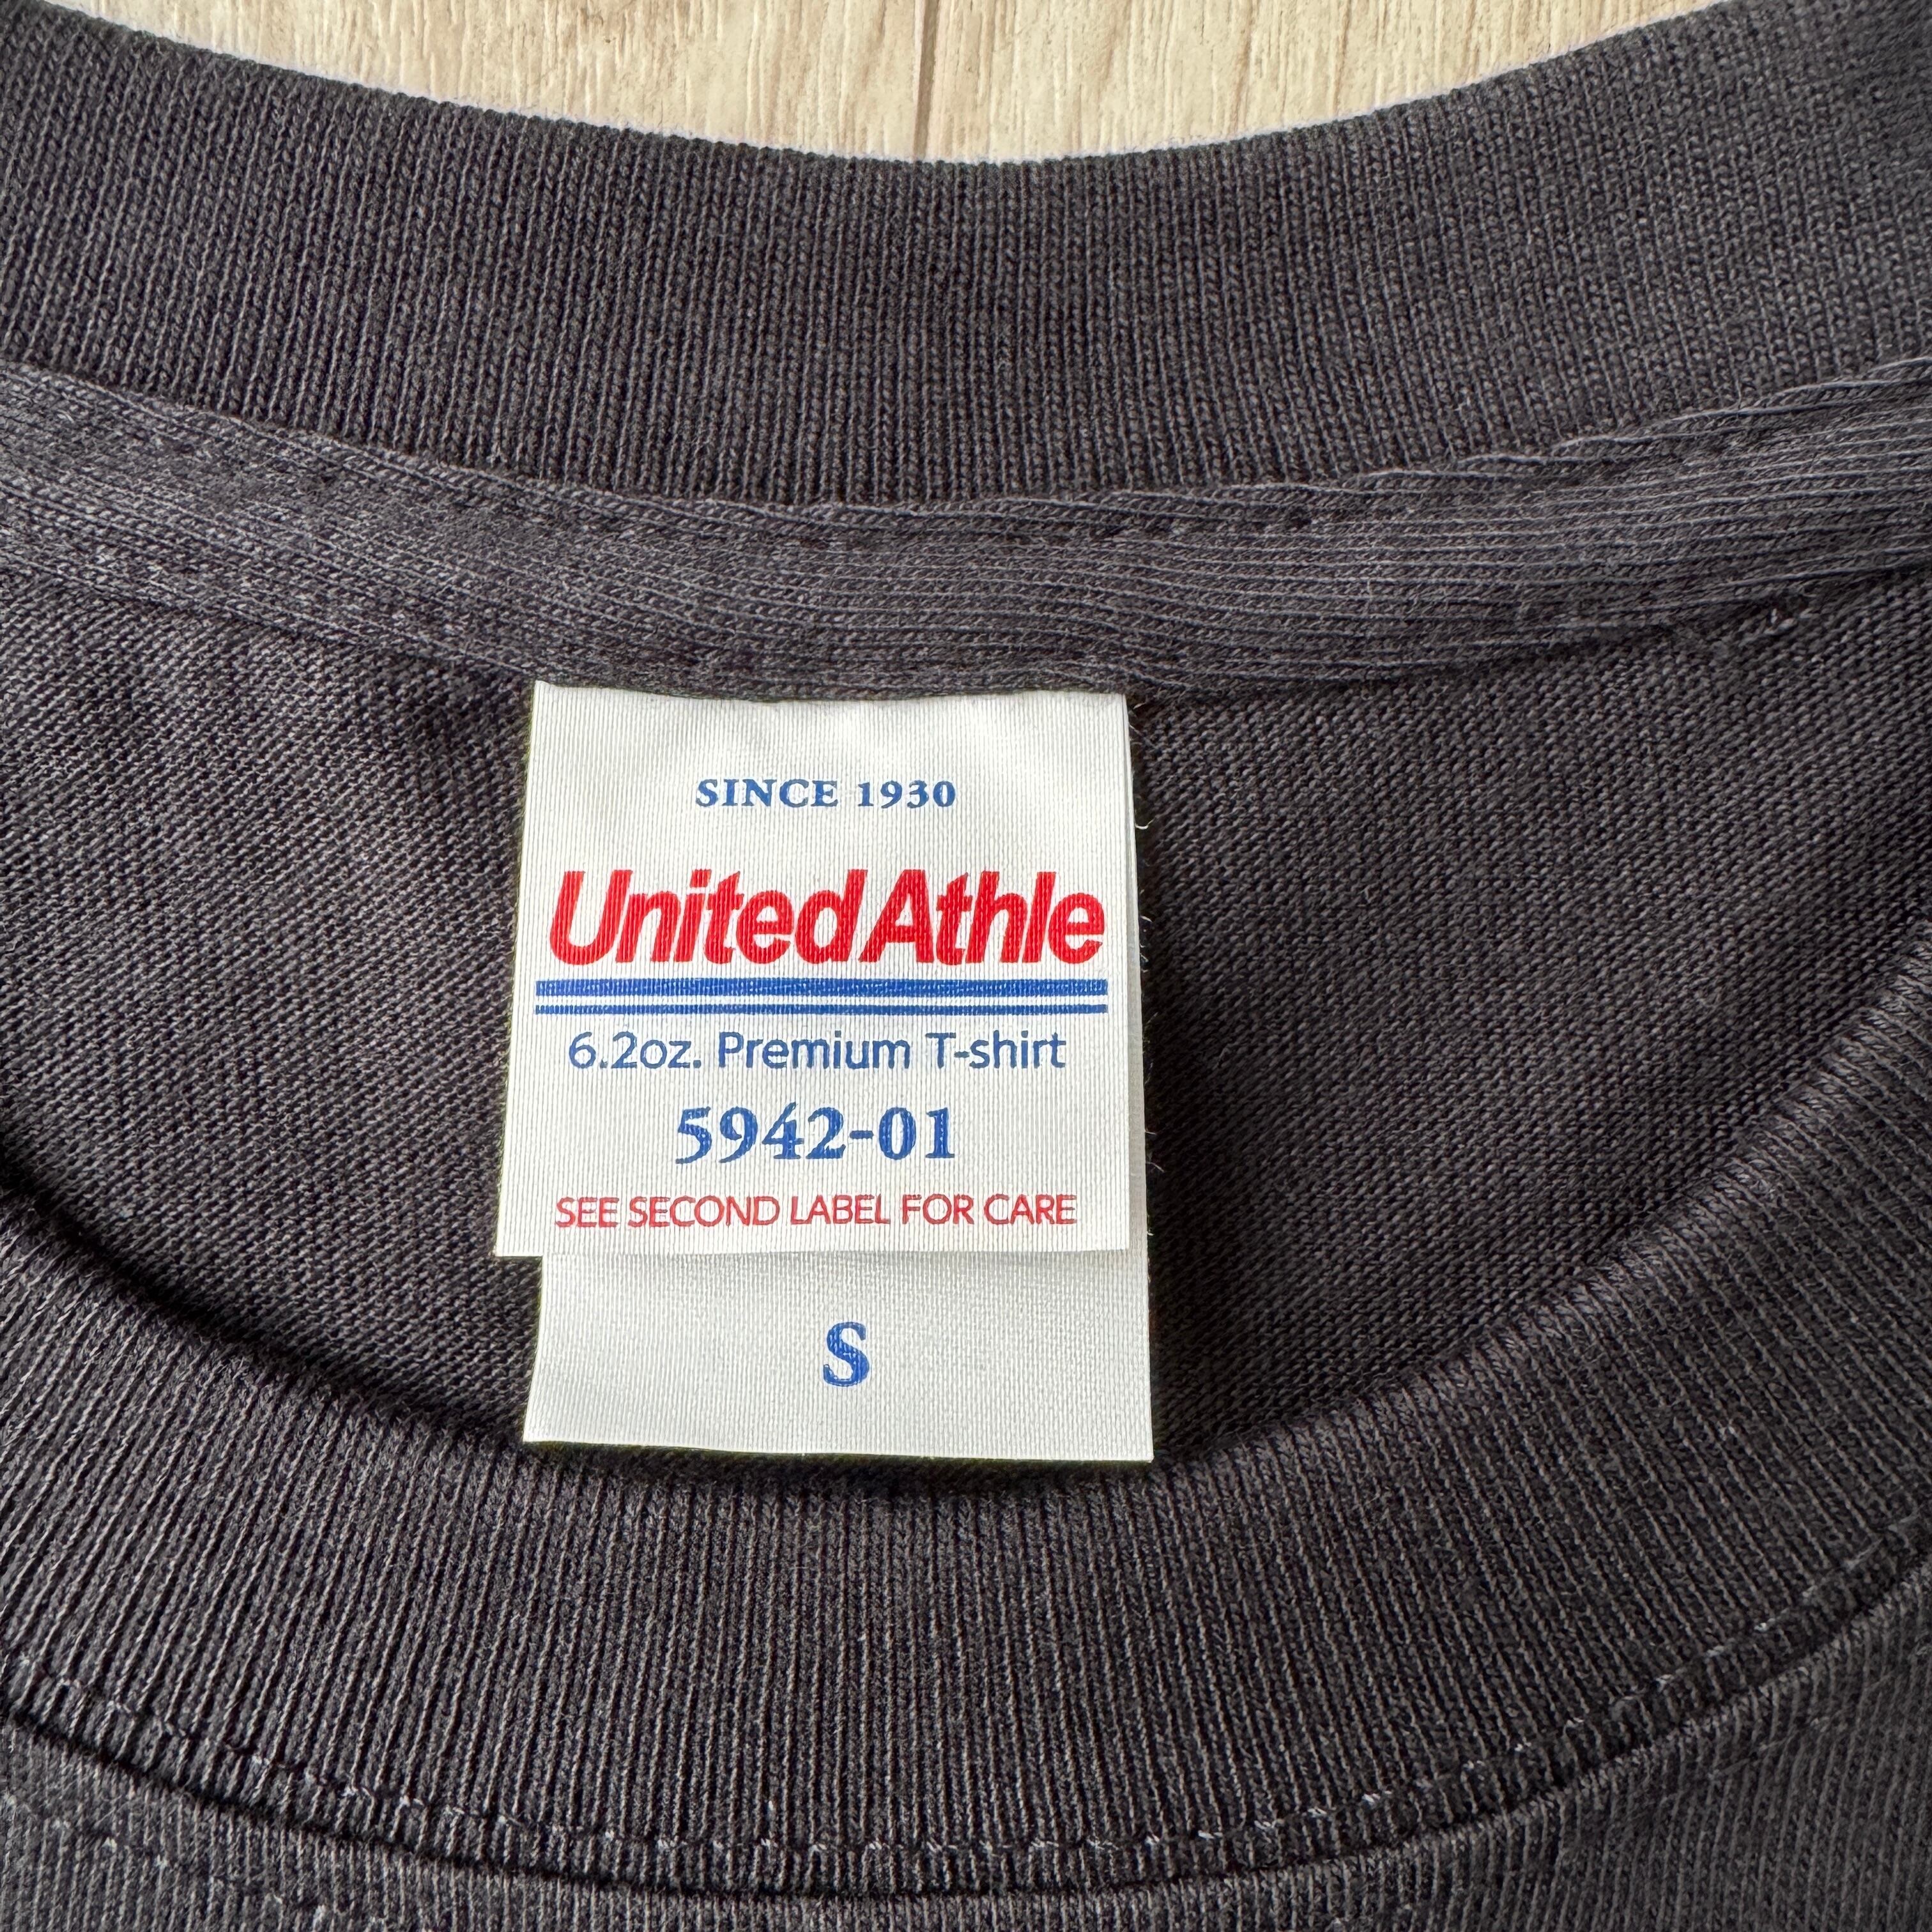 SINCE 1930
United Athle
6.2oz. Premium T-shirt
5942-01
SEE SECOND LABEL FOR CARE
S